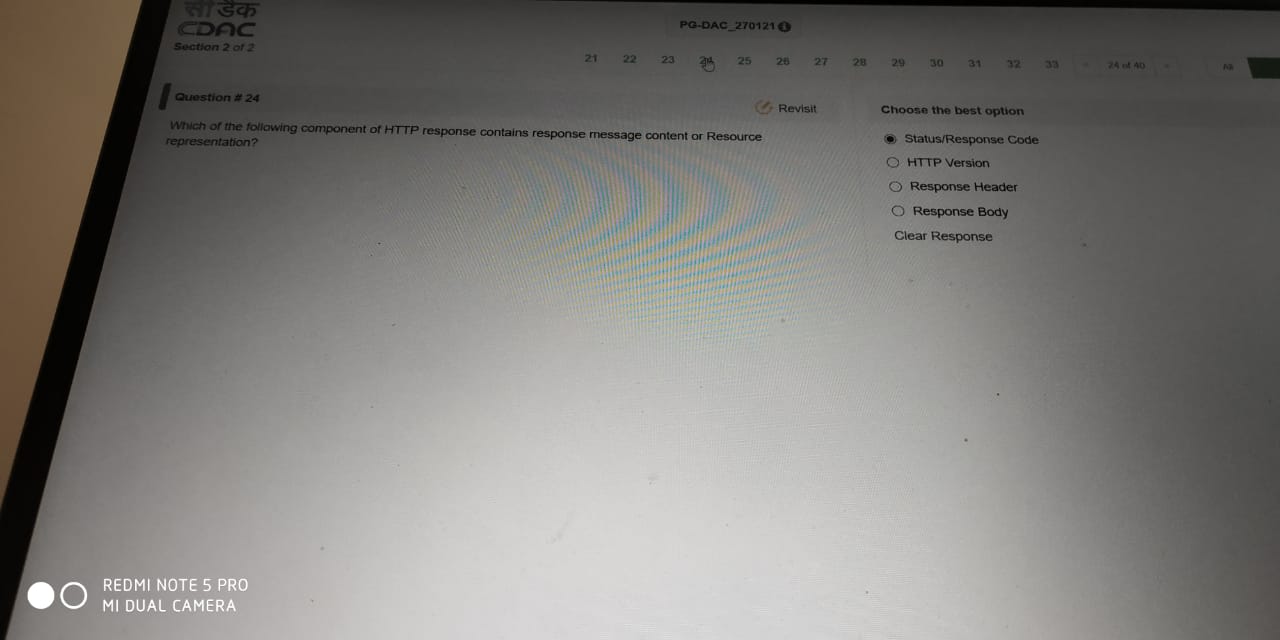 सी डैक
CDAC
Section 2 of 2
PG-DAC_270121
21 22 23 24 25 26 27 28 29 30 31 32 33 24 of 40 All
Question # 24
Revisit
Which of the following component of HTTP response contains response message content or Resource
representation?
Choose the best option
Status/Response Code
HTTP Version
Response Header
Response Body
Clear Response
REDMI NOTE 5 PRO
MI DUAL CAMERA